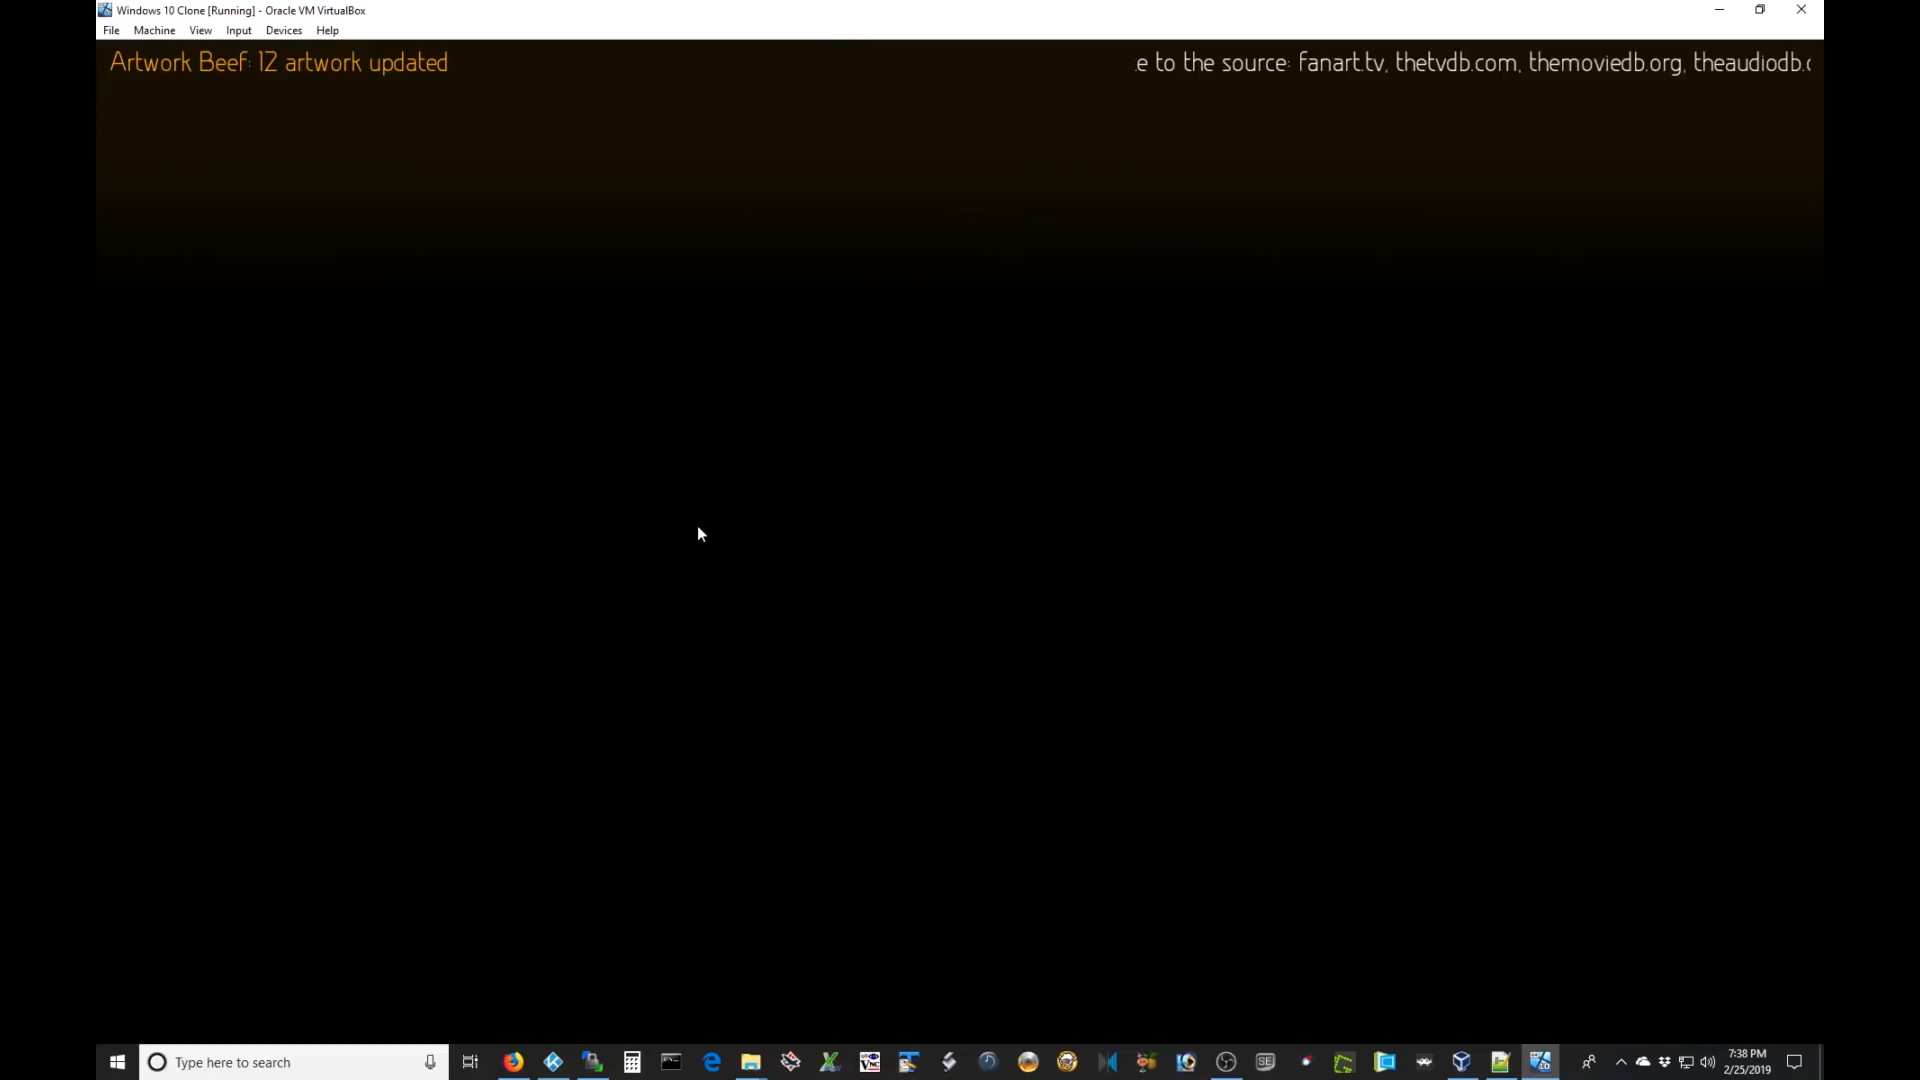 Windows 10 Clone [Running] - Oracle VM VirtualBox
File Machine View Input Devices Help
Artwork Beef: 12 artwork updated
to the source: fanart.tv, thetvdb.com, themoviedb.org, theaudiodb.
Type here to search
SE
7:38 PM
2/25/2019